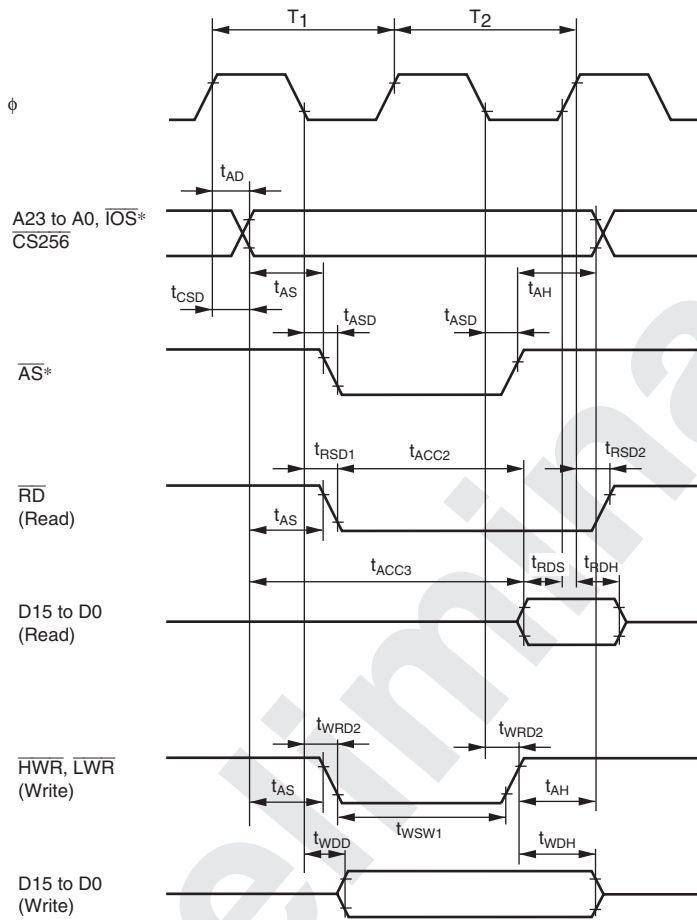 T1 T2
ϕ
tAD
A23 to A0, IOS*
CS256
tCSD tAS tAH
tASD tASD
AS*
tRSD1 tACC2 tRSD2
RD
(Read)
tAS
tACC3 tRDS tRDH
D15 to D0
(Read)
tWRD2 tWRD2
HWR, LWR
(Write)
tAS tAH
tWSW1
tWDD tWDH
D15 to D0
(Write)
elimina